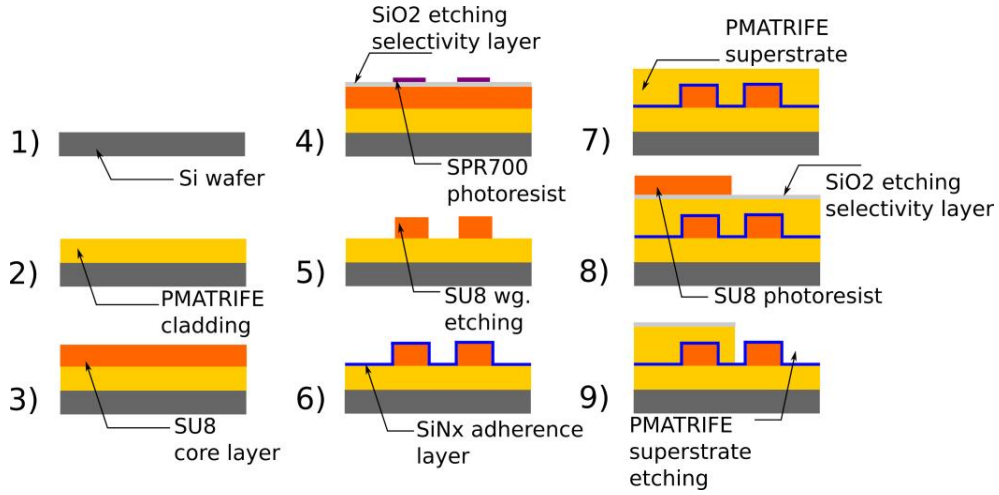 1)
Si wafer
2)
PMATRIFE
cladding
3)
SU8
core layer
SiO2 etching
selectivity layer
4)
SPR700
photoresist
5)
SU8 wg.
etching
6)
SiNx adherence
layer
PMATRIFE
superstrate
7)
SiO2 etching
selectivity layer
8)
SU8 photoresist
9)
PMATRIFE
superstrate
etching